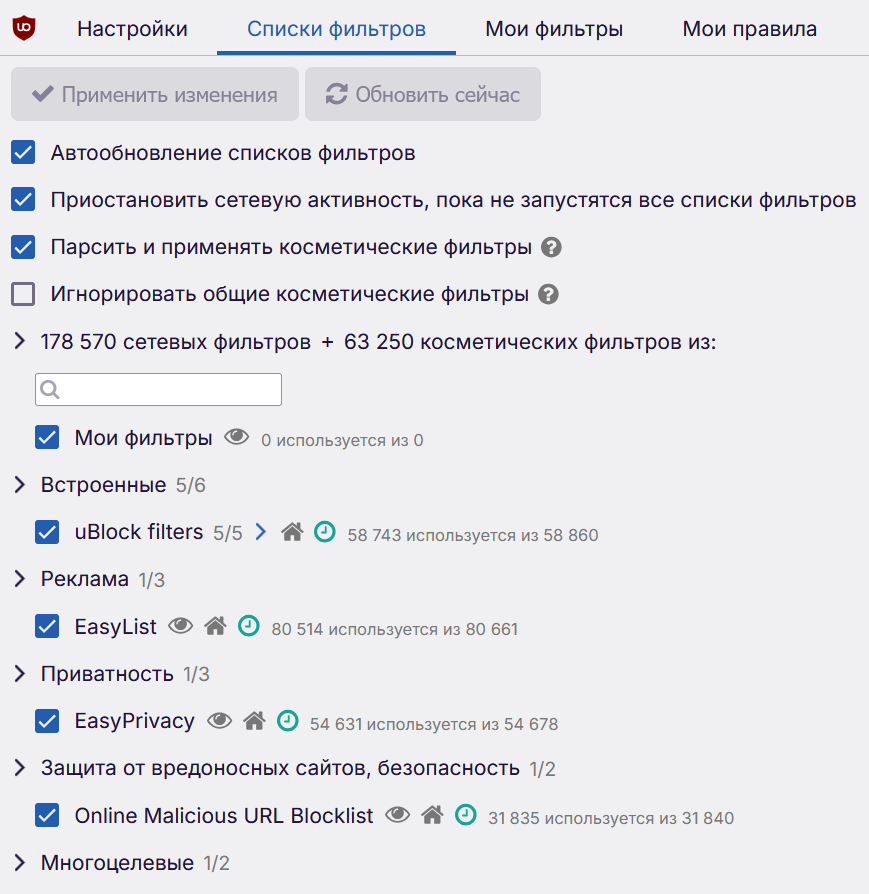 uO Настройки Списки фильтров Мои фильтры Мои правила
Применить изменения Обновить сейчас
Автообновление списков фильтров
Приостановить сетевую активность, пока не запустятся все списки фильтров
Парсить и применять косметические фильтры ?
Игнорировать общие косметические фильтры ?
178 570 сетевых фильтров + 63 250 косметических фильтров из:
Мои фильтры 0 используется из 0
Встроенные 5/6
uBlock filters 5/5 58 743 используется из 58 860
Реклама 1/3
EasyList 80 514 используется из 80 661
Приватность 1/3
EasyPrivacy 54 631 используется из 54 678
Защита от вредоносных сайтов, безопасность 1/2
Online Malicious URL Blocklist 31 835 используется из 31 840
Многоцелевые 1/2